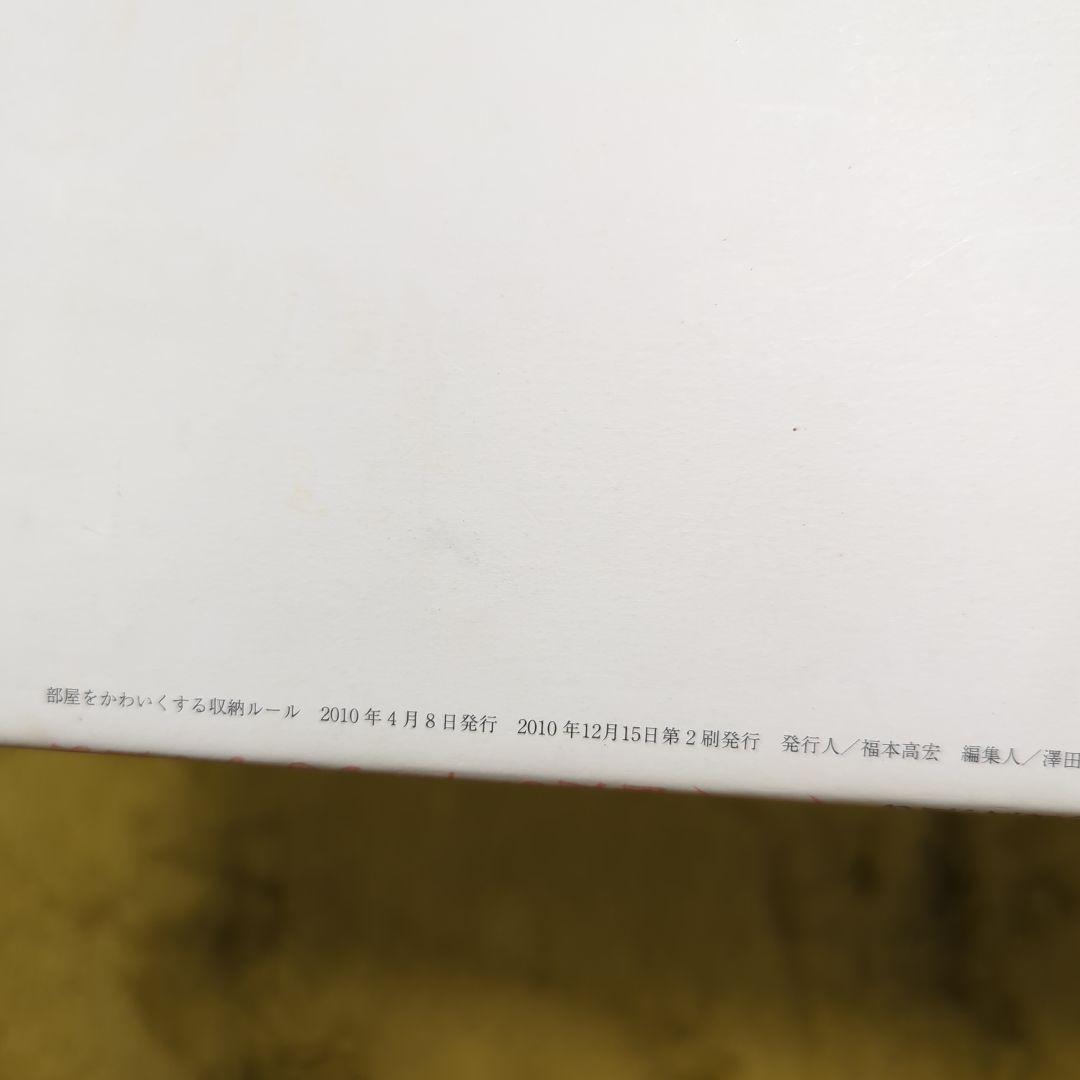 部屋をかわいくする収納ルール　2010年4月8日発行　2010年12月15日第2刷発行　発行人／福本高宏　編集人／澤田